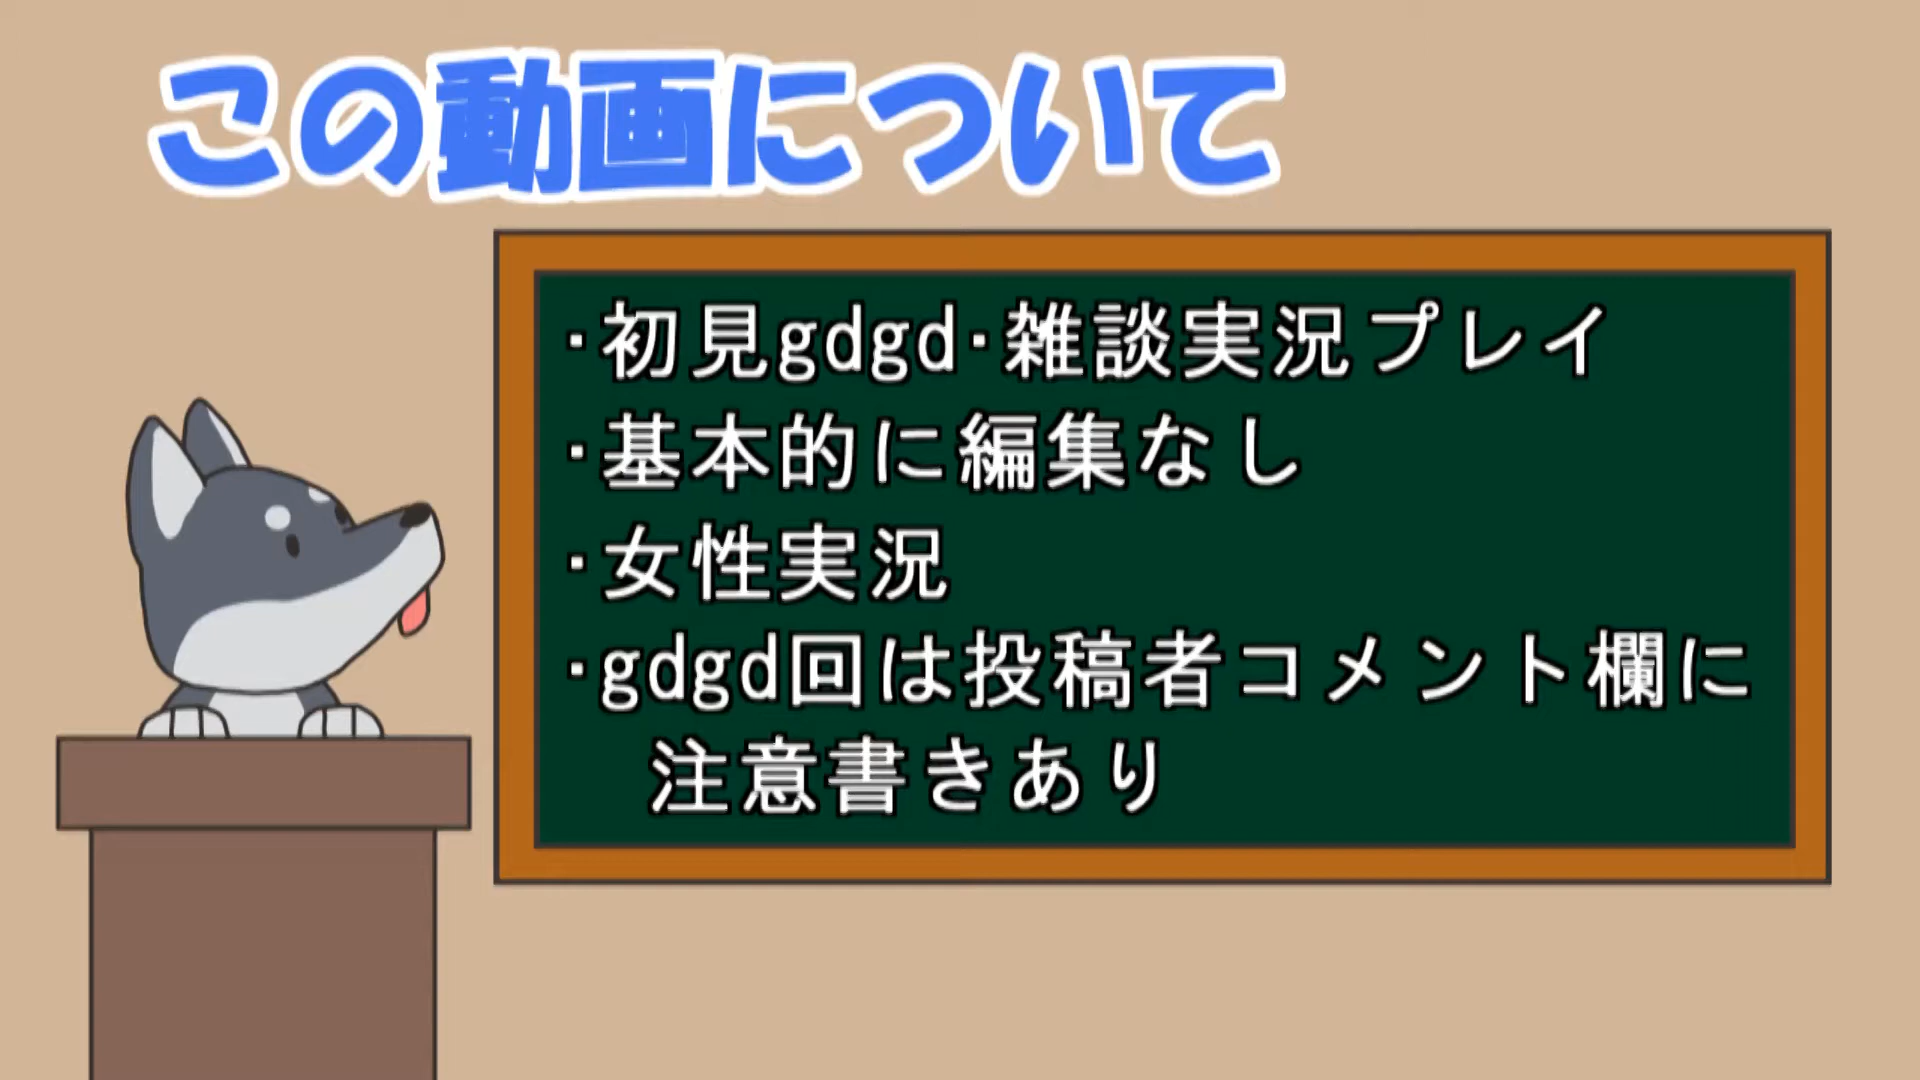 この動画について
・初見gdgd・雑談実況プレイ
・基本的に編集なし
・女性実況
・gdgd回は投稿者コメント欄に
注意書きあり